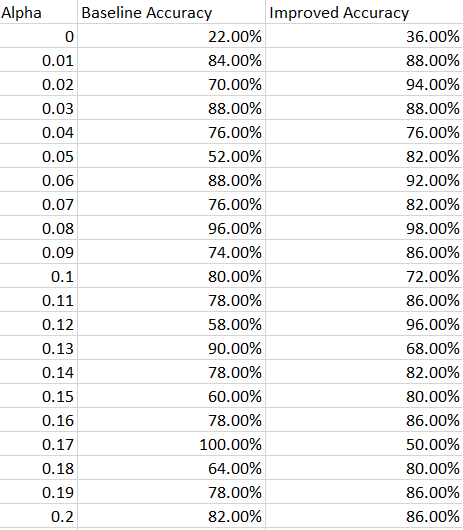 Alpha Baseline Accuracy Improved Accuracy
0 22.00% 36.00%
0.01 84.00% 88.00%
0.02 70.00% 94.00%
0.03 88.00% 88.00%
0.04 76.00% 76.00%
0.05 52.00% 82.00%
0.06 88.00% 92.00%
0.07 76.00% 82.00%
0.08 96.00% 98.00%
0.09 74.00% 86.00%
0.1 80.00% 72.00%
0.11 78.00% 86.00%
0.12 58.00% 96.00%
0.13 90.00% 68.00%
0.14 78.00% 82.00%
0.15 60.00% 80.00%
0.16 78.00% 86.00%
0.17 100.00% 50.00%
0.18 64.00% 80.00%
0.19 78.00% 86.00%
0.2 82.00% 86.00%